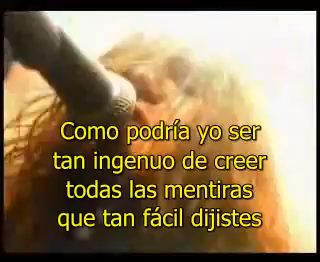 Como podría yo ser
tan ingenuo de creer
todas las mentiras
que tan fácil dijistes